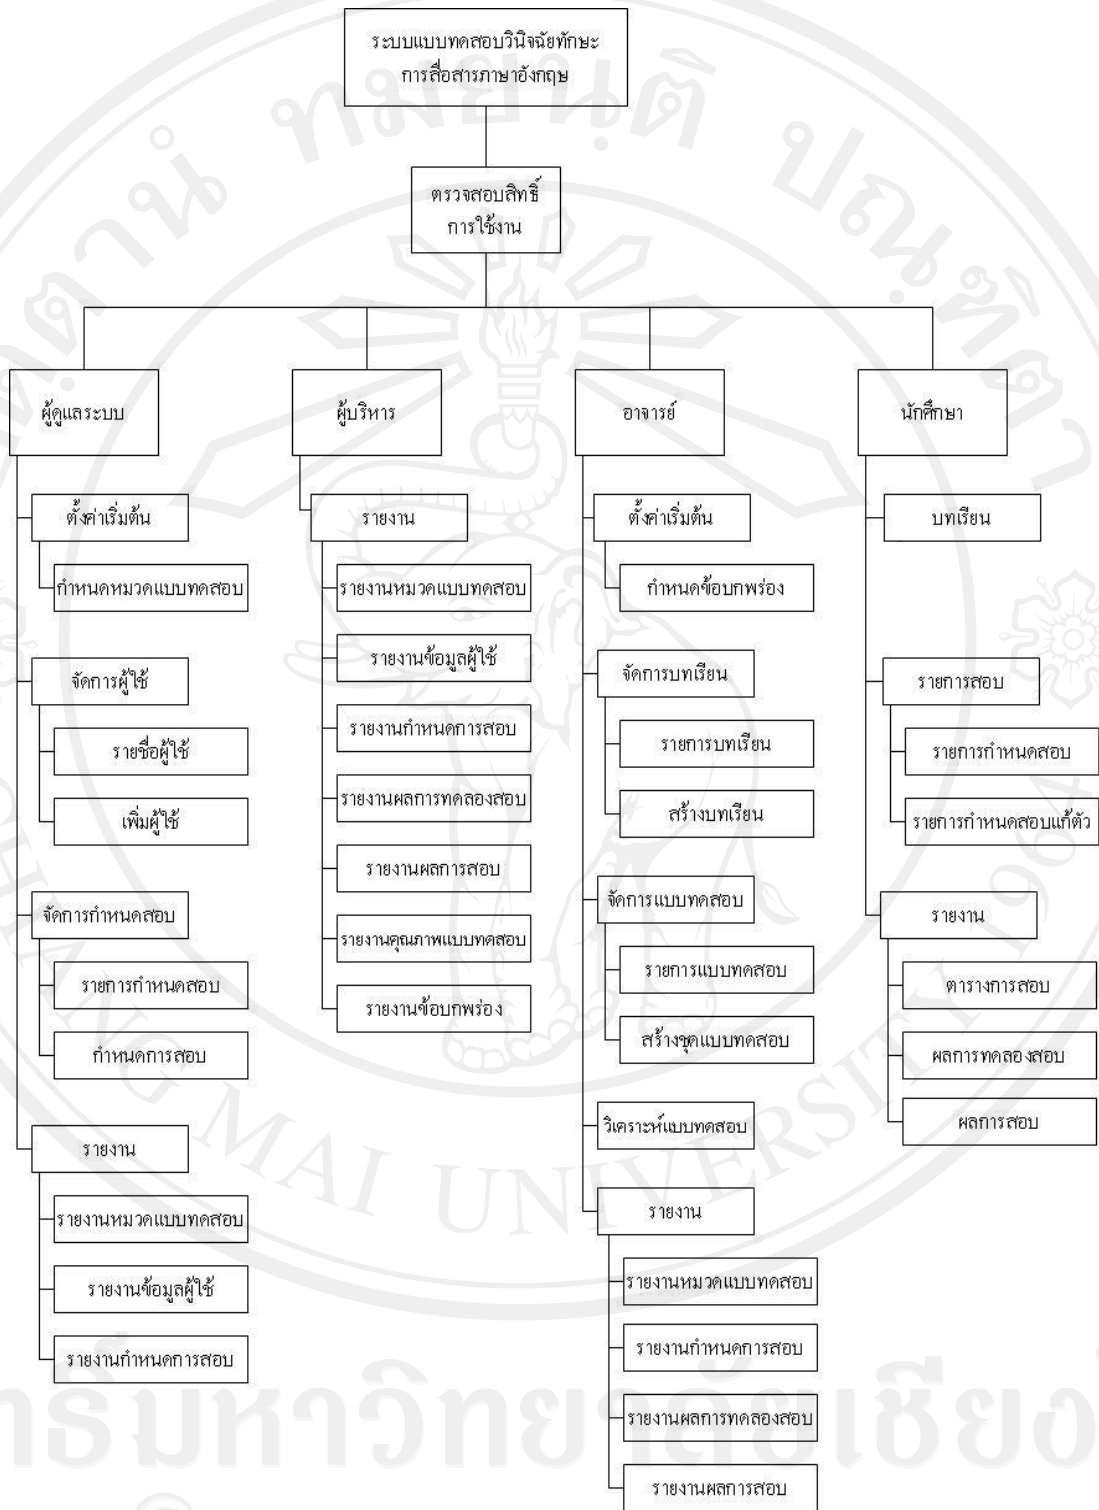 ระบบแบบทดสอบวินิจฉัยทักษะ
การสื่อสารภาษาอังกฤษ
ตรวจสอบสิทธิ์
การใช้งาน
ผู้ดูแลระบบ
ตั้งค่าเริ่มต้น
กำหนดหมวดแบบทดสอบ
จัดการผู้ใช้
รายชื่อผู้ใช้
เพิ่มผู้ใช้
จัดการกำหนดสอบ
รายการกำหนดสอบ
กำหนดการสอบ
รายงาน
รายงานหมวดแบบทดสอบ
รายงานข้อมูลผู้ใช้
รายงานกำหนดการสอบ
ผู้บริหาร
รายงาน
รายงานหมวดแบบทดสอบ
รายงานข้อมูลผู้ใช้
รายงานกำหนดการสอบ
รายงานผลการทดลองสอบ
รายงานผลการสอบ
รายงานคุณภาพแบบทดสอบ
รายงานข้อบกพร่อง
อาจารย์
ตั้งค่าเริ่มต้น
กำหนดข้อบกพร่อง
จัดการบทเรียน
รายการบทเรียน
สร้างบทเรียน
จัดการแบบทดสอบ
รายการแบบทดสอบ
สร้างชุดแบบทดสอบ
วิเคราะห์แบบทดสอบ
รายงาน
รายงานหมวดแบบทดสอบ
รายงานกำหนดการสอบ
รายงานผลการทดลองสอบ
รายงานผลการสอบ
นักศึกษา
บทเรียน
รายการสอบ
รายการกำหนดสอบ
รายการกำหนดสอบแก้ตัว
รายงาน
ตารางการสอบ
ผลการทดลองสอบ
ผลการสอบ
ทมยนฺติ ปณฺฑิตา
CHIANG MAI UNIVERSITY 1964
มหาวิทยาลัยเชียง